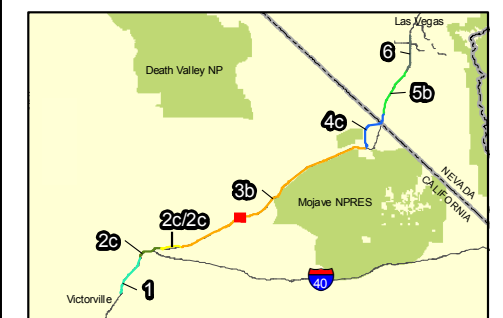 Las Vegas
6
Death Valley NP
5b
4c
NEVADA
CALIFORNIA
3b
Mojave NPRES
2c/2c
2c
40
1
Victorville